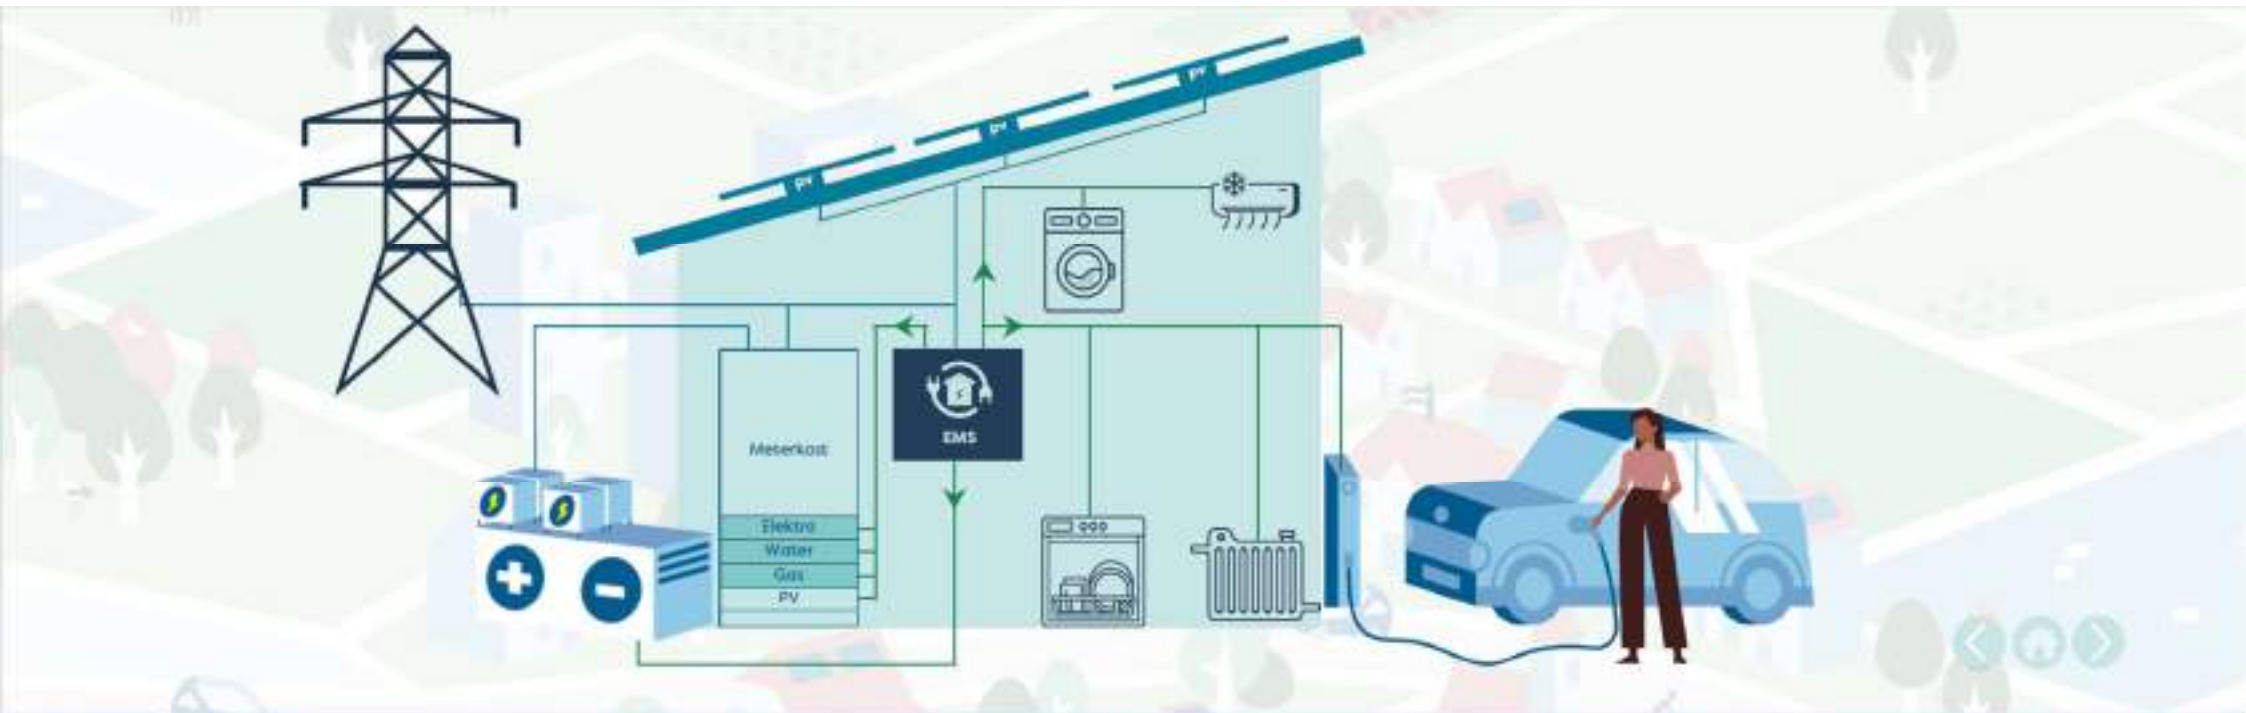 PV
PV
PV
EMS
Meterkast
Elektro
Water
Gas
PV